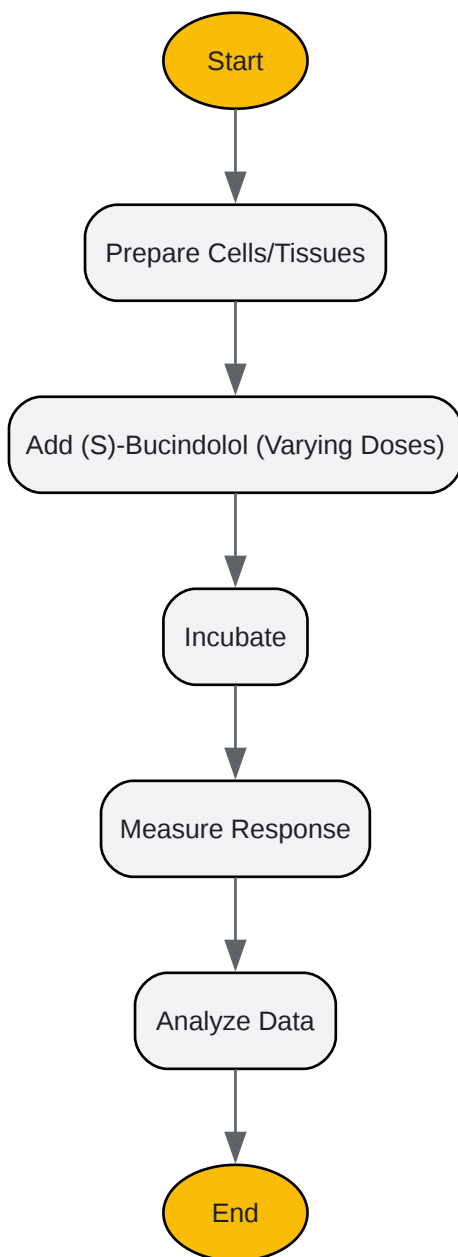 Start
Prepare Cells/Tissues
Add (S)-Bucindolol (Varying Doses)
Incubate
Measure Response
Analyze Data
End